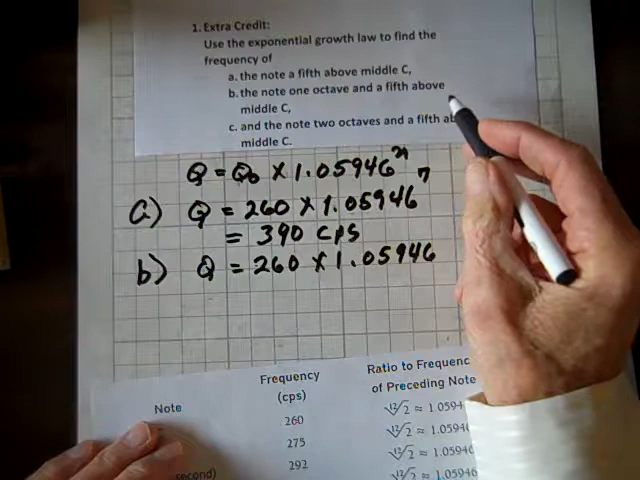 1. Extra Credit:
Use the exponential growth law to find the
frequency of
a. the note a fifth above middle C,
b. the note one octave and a fifth above
middle C,
c. and the note two octaves and a fifth
middle C.
Q = Q₀ × 1.05946ⁿ
a) Q = 260 × 1.05946⁷
= 390 cps
b) Q = 260 × 1.05946
Frequency Ratio to Frequenc
(cps) of Preceding Note
Note
260 ¹²√2 ≈ 1.0594
275 ¹²√2 ≈ 1.0594
292 ¹²√2 ≈ 1.0594
second) ¹²√2 ≈ 1.05946